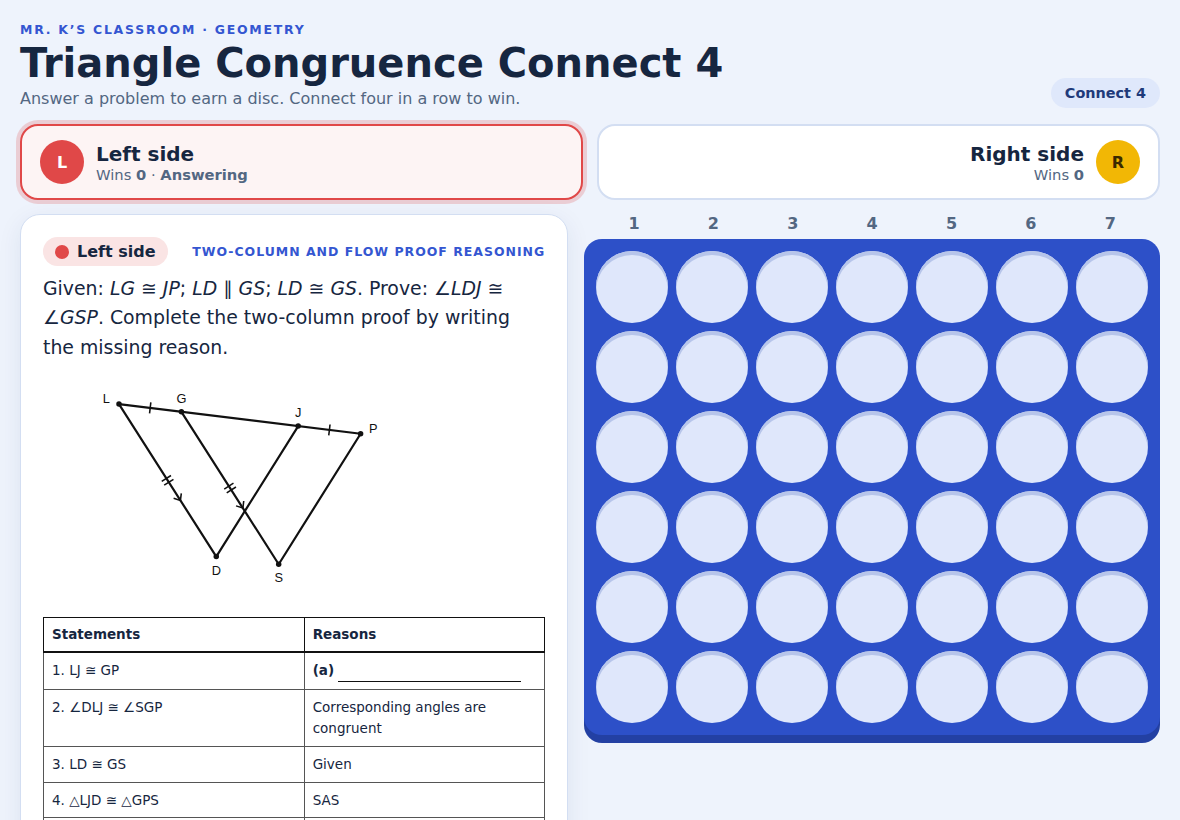 MR. K’S CLASSROOM · GEOMETRY
Triangle Congruence Connect 4
Answer a problem to earn a disc. Connect four in a row to win.
Connect 4
L
Left side
Wins 0 · Answering
Right side
Wins 0
R
Left side
TWO-COLUMN AND FLOW PROOF REASONING
Given: LG ≅ JP; LD ∥ GS; LD ≅ GS. Prove: ∠LDJ ≅
∠GSP. Complete the two-column proof by writing
the missing reason.
L
G
J
P
D
S
Statements
Reasons
1. LJ ≅ GP
(a)
2. ∠DLJ ≅ ∠SGP
Corresponding angles are
congruent
3. LD ≅ GS
Given
4. △LJD ≅ △GPS
SAS
1 2 3 4 5 6 7